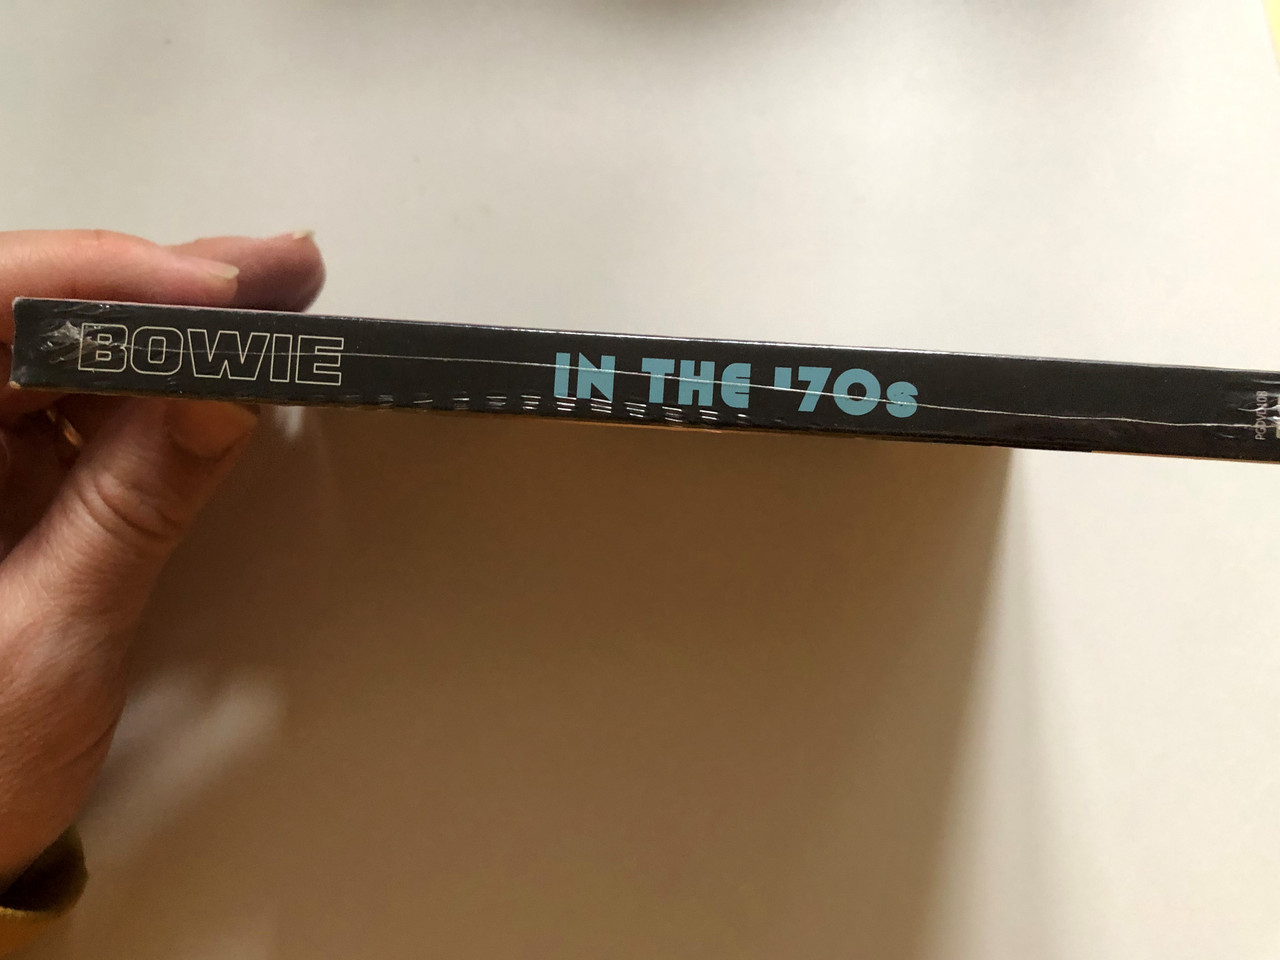 BOWIE
IN THE '70s